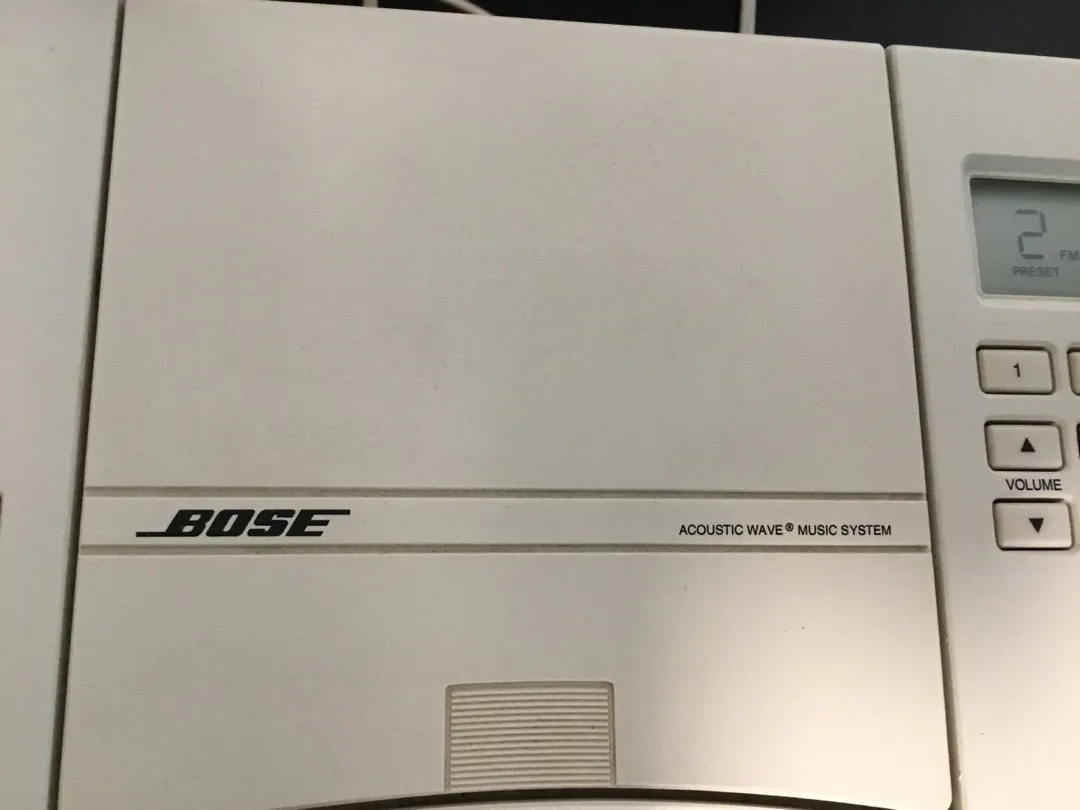 2
FM
PRESET
1
VOLUME
BOSE
ACOUSTIC WAVE® MUSIC SYSTEM